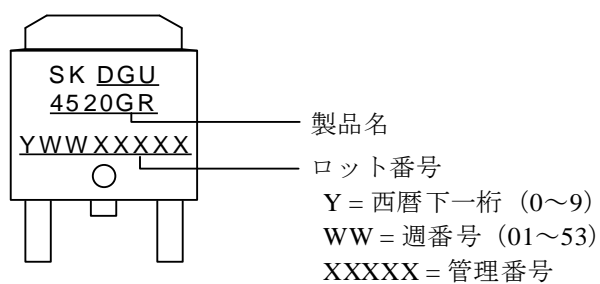 SK DGU
4520GR
YWWXXXXX
製品名
ロット番号
Y = 西暦下一桅 (0～9)
WW = 週番号 (01～53)
XXXXX = 管理番号